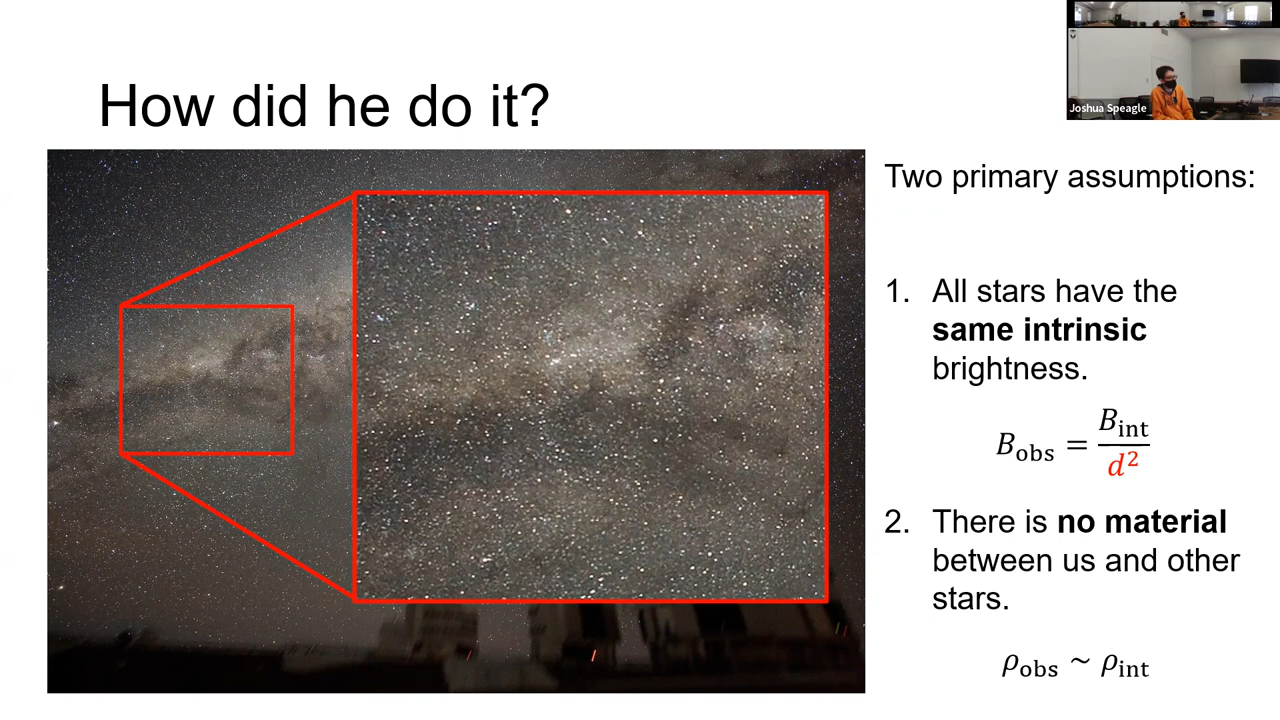 Joshua Speagle
How did he do it?
Two primary assumptions:
1. All stars have the
same intrinsic
brightness.
B_obs = B_int / d²
2. There is no material
between us and other
stars.
ρ_obs ~ ρ_int